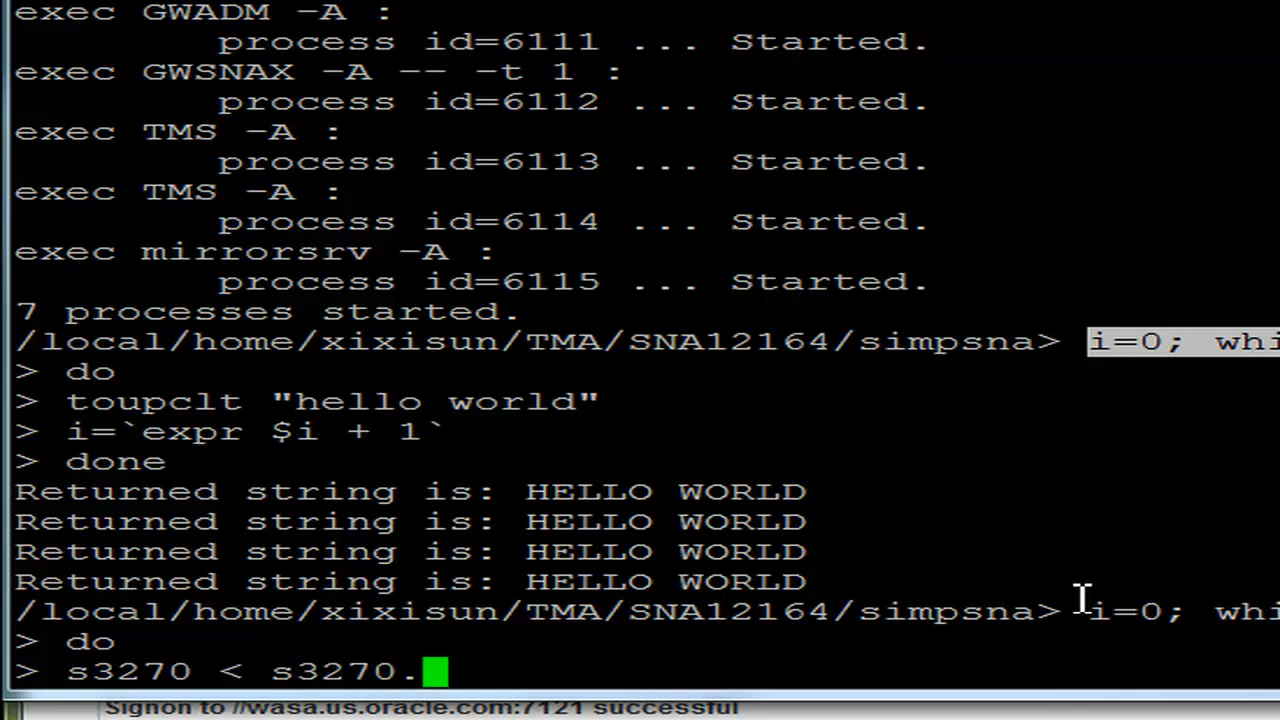 exec GWADM -A :
process id=6111 ... Started.
exec GWSNAX -A -- -t 1 :
process id=6112 ... Started.
exec TMS -A :
process id=6113 ... Started.
exec TMS -A :
process id=6114 ... Started.
exec mirrorsrv -A :
process id=6115 ... Started.
7 processes started.
/local/home/xixisun/TMA/SNA12164/simpsna> i=0; whi
> do
> toupclt "hello world"
> i=`expr $i + 1`
> done
Returned string is: HELLO WORLD
Returned string is: HELLO WORLD
Returned string is: HELLO WORLD
Returned string is: HELLO WORLD
/local/home/xixisun/TMA/SNA12164/simpsna> i=0; whi
> do
> s3270 < s3270.
Signon to //wasa.us.oracle.com:7121 successful